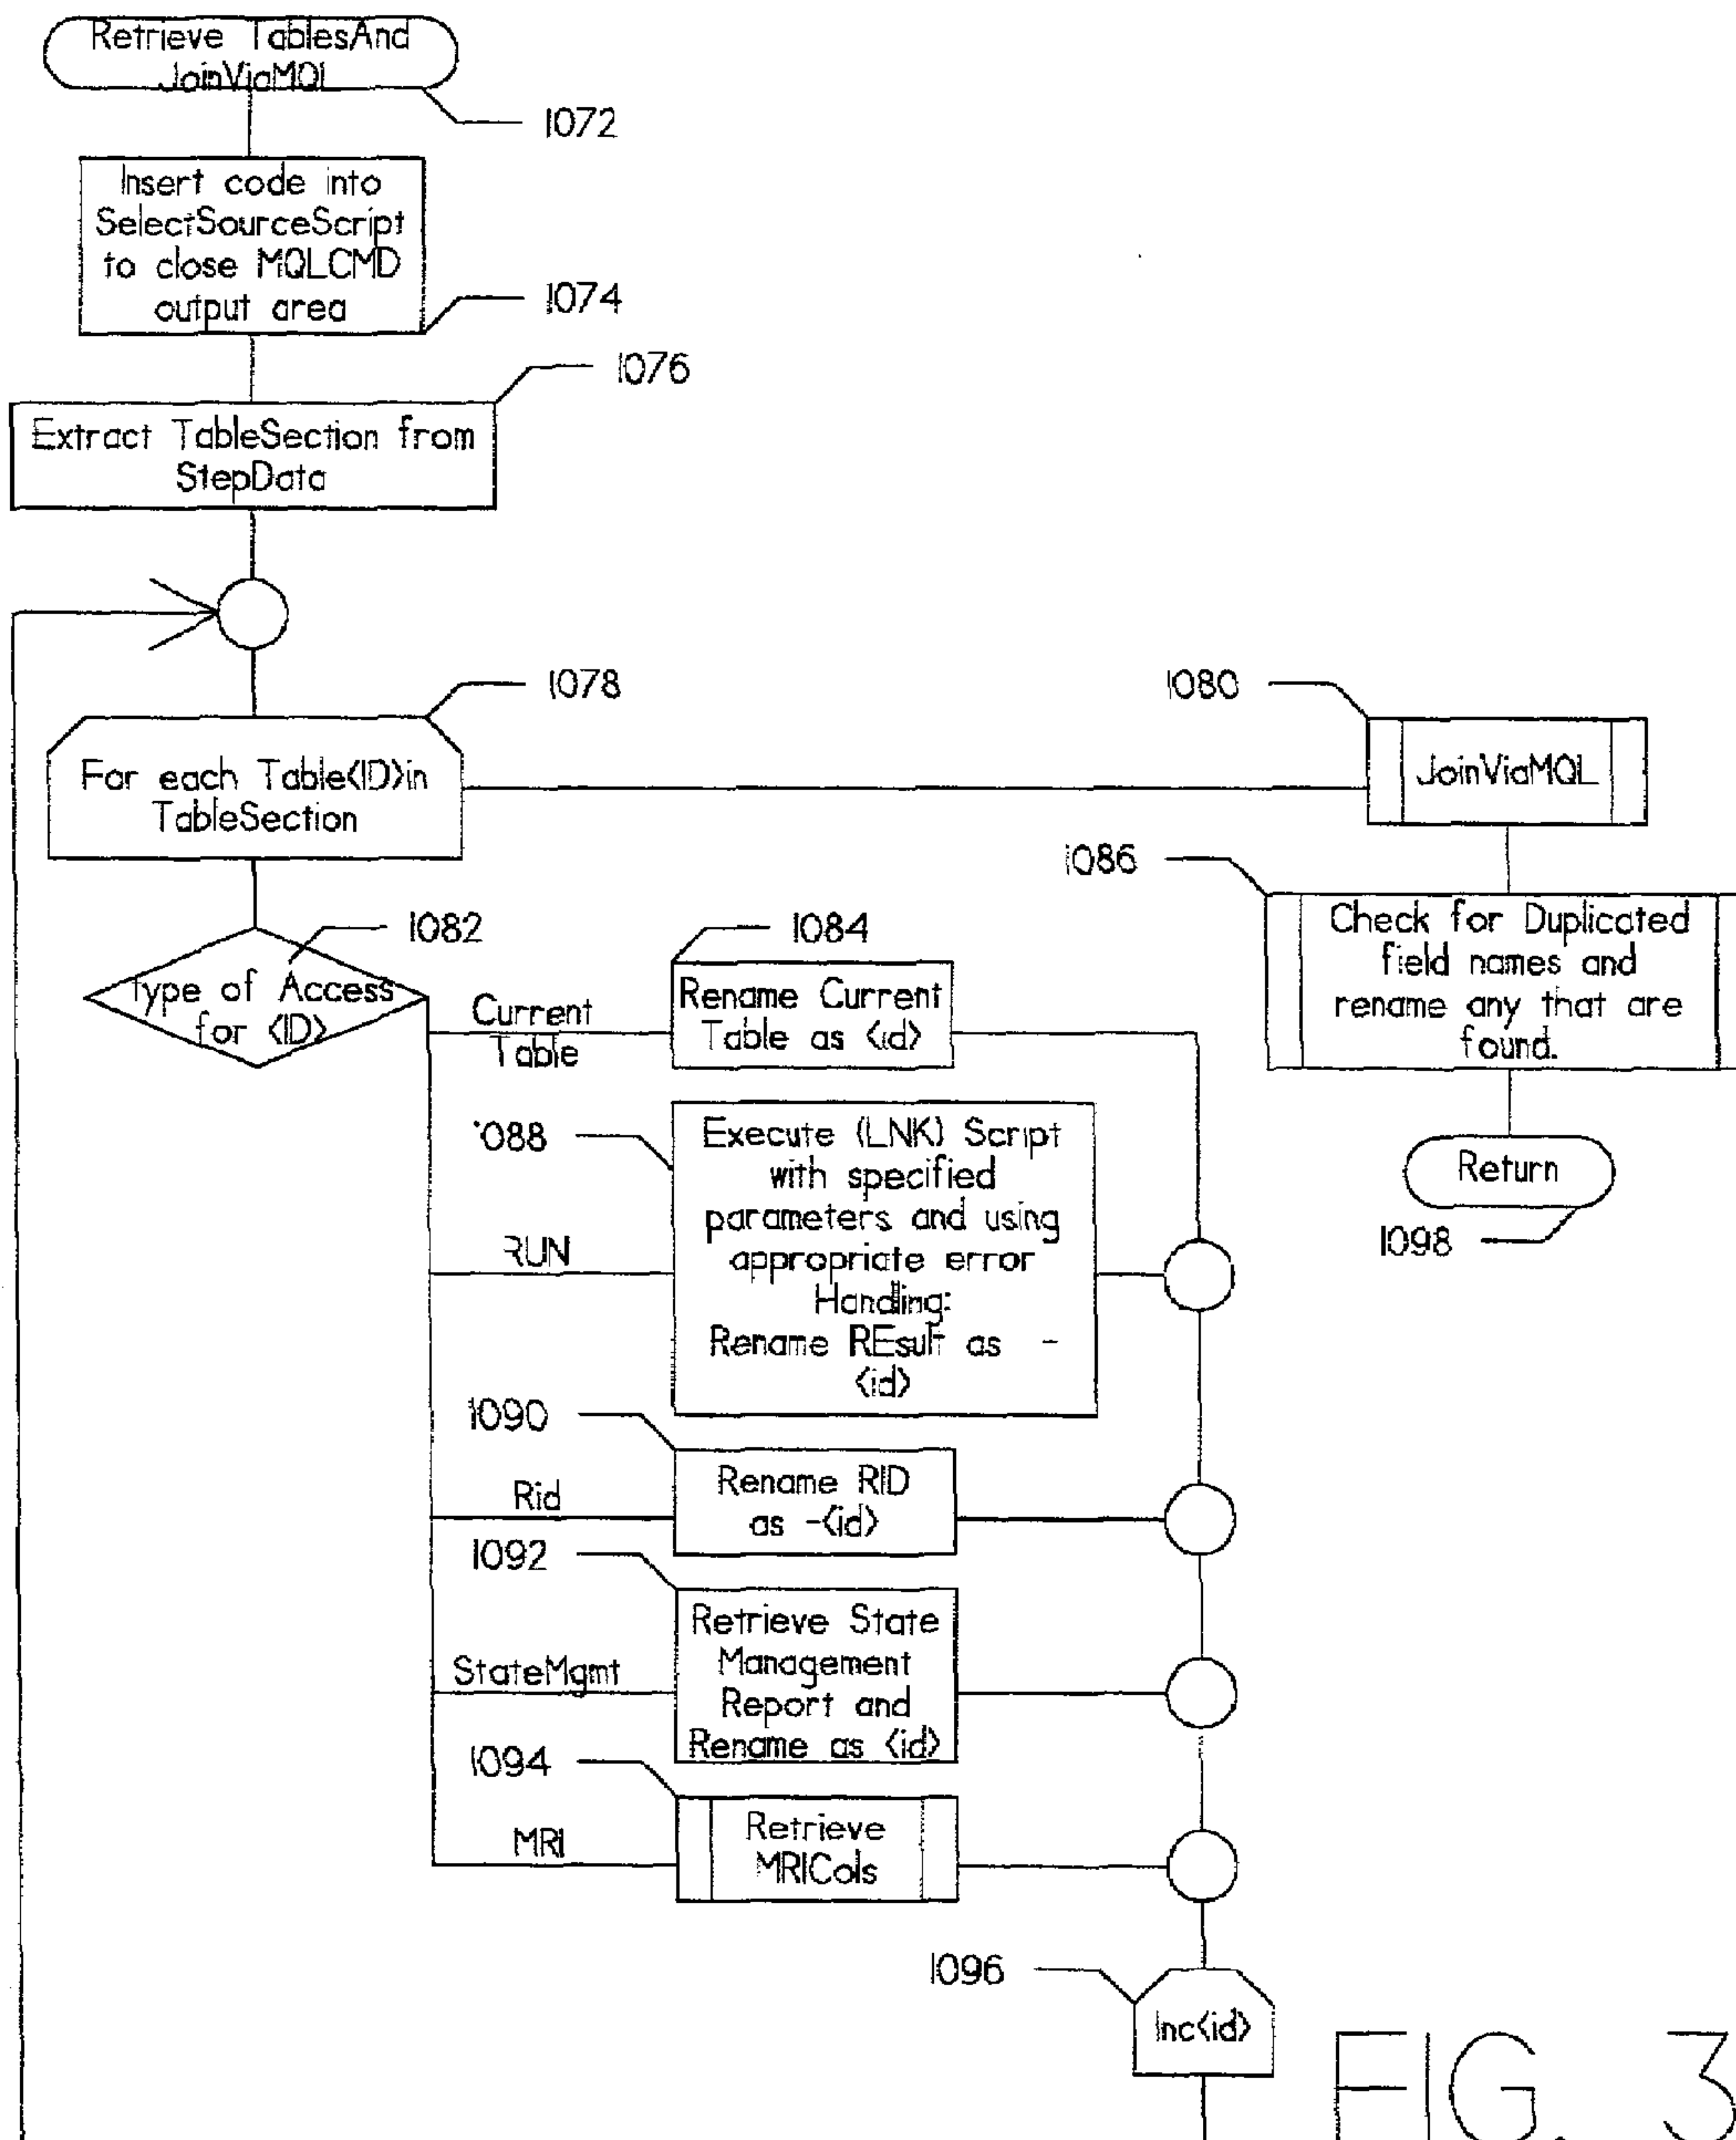 Retrieve TablesAnd
JoinViaMQL
1072
Insert code into
SelectSourceScript
to close MQLCMD
output area
1074
1076
Extract TableSection from
StepData
1078
For each Table<ID>in
TableSection
1080
JoinViaMQL
1086
Check for Duplicated
field names and
rename any that are
found.
Return
1098
1082
Type of Access
for <ID>
Current
Table
1084
Rename Current
Table as <id>
1088
RUN
Execute (LNK) Script
with specified
parameters and using
appropriate error
Handling:
Rename REsult as -
<id>
1090
Rid
Rename RID
as -<id>
1092
StateMgmt
Retrieve State
Management
Report and
Rename as <id>
1094
MRI
Retrieve
MRICols
1096
Inc<id>
FIG. 3